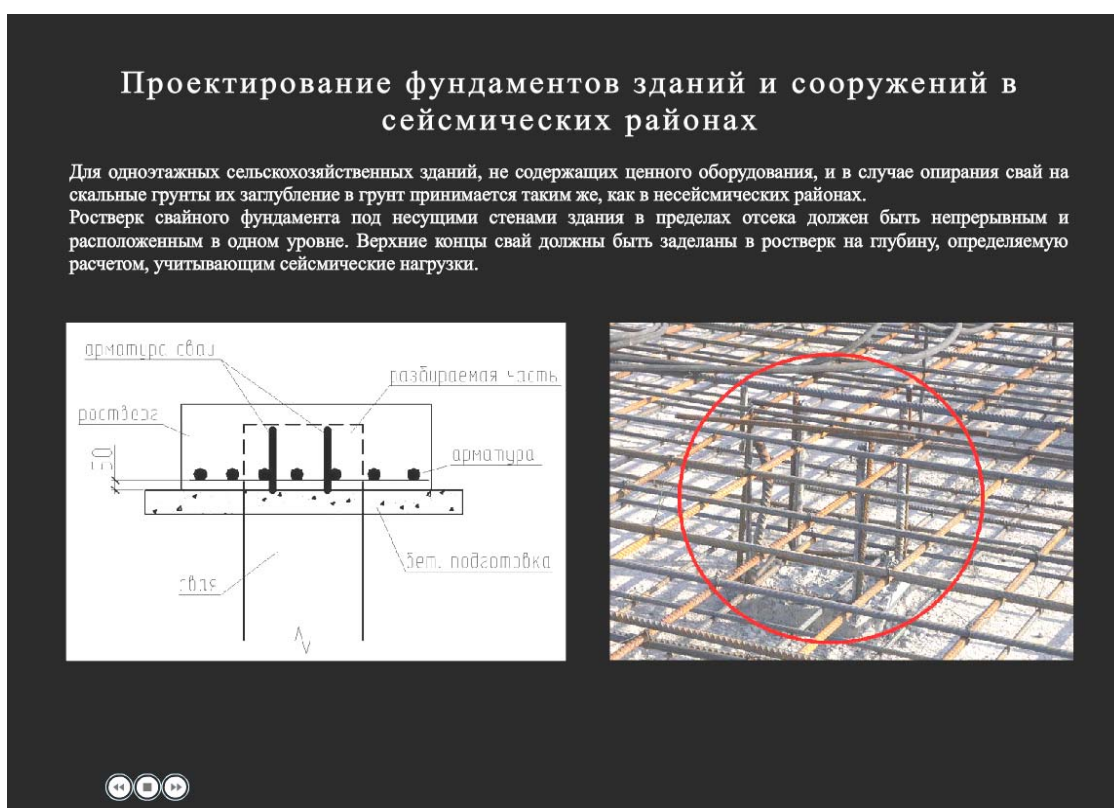 Проектирование фундаментов зданий и сооружений в
сейсмических районах
Для одноэтажных сельскохозяйственных зданий, не содержащих ценного оборудования, и в случае опирания свай на
скальные грунты их заглубление в грунт принимается таким же, как в несейсмических районах.
Ростверк свайного фундамента под несущими стенами здания в пределах отсека должен быть непрерывным и
расположенным в одном уровне. Верхние концы свай должны быть заделаны в ростверк на глубину, определяемую
расчетом, учитывающим сейсмические нагрузки.
арматура сваи
разбираемая часть
ростверг
арматура
50
бет. подготовка
свая